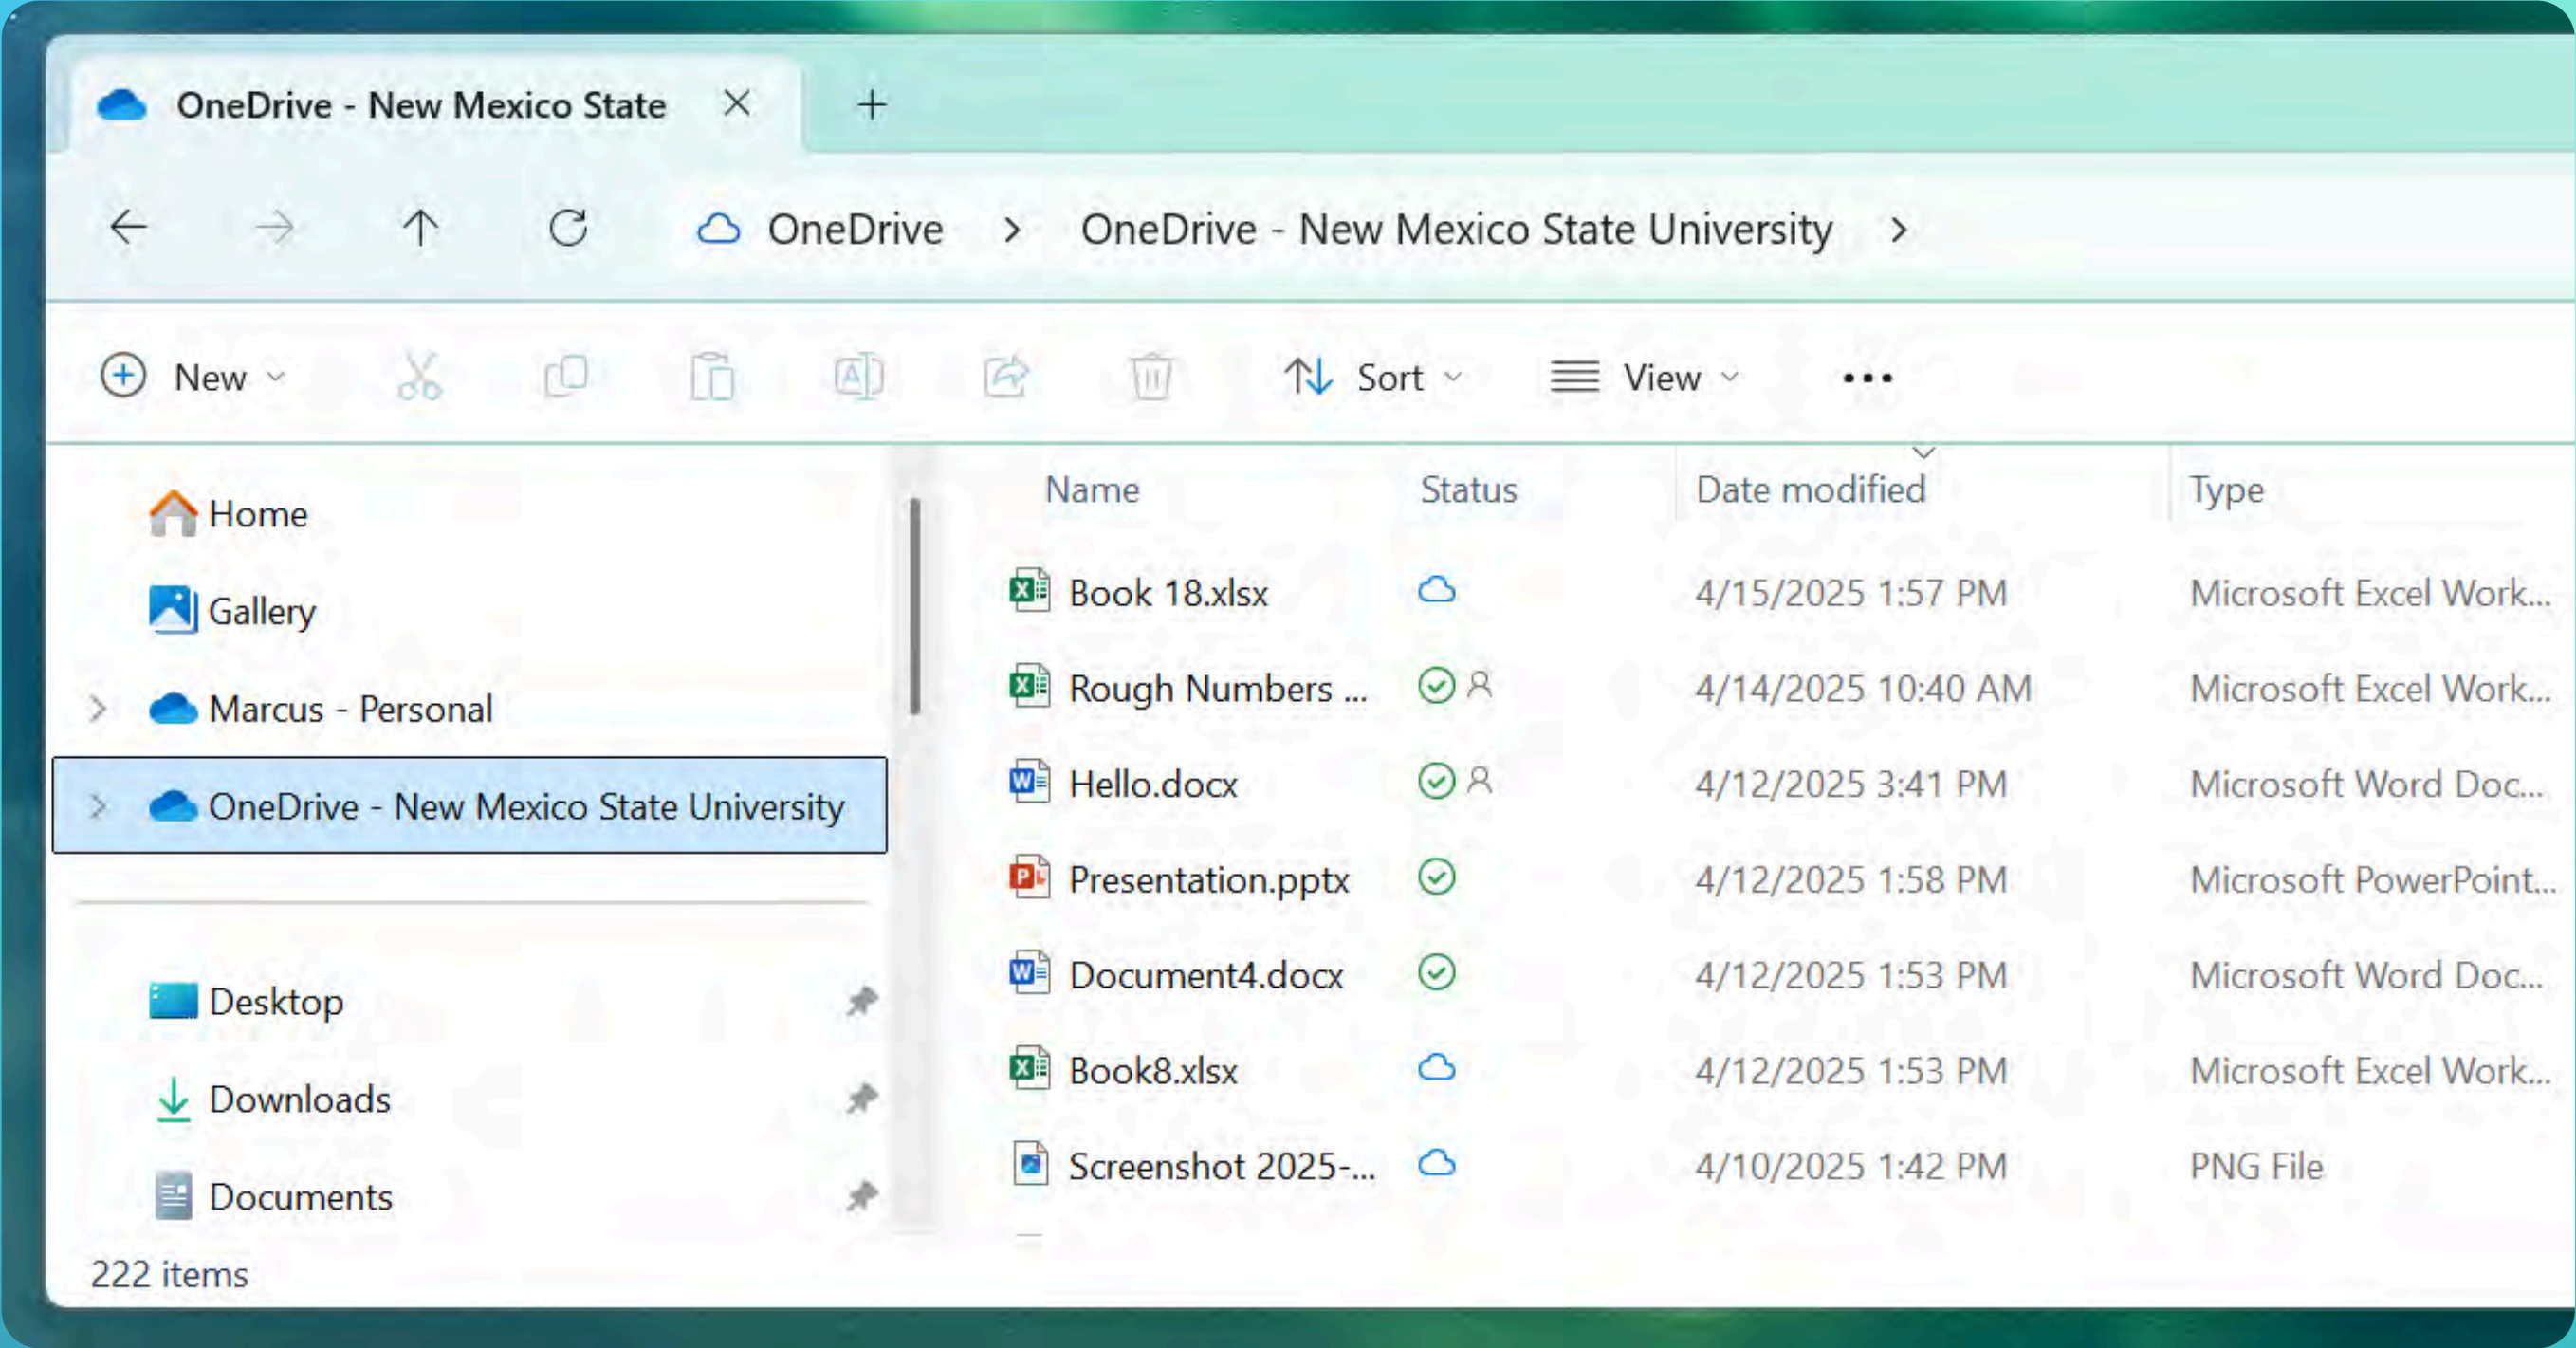 OneDrive - New Mexico State
OneDrive > OneDrive - New Mexico State University >
New Sort View
Home
Gallery
Marcus - Personal
OneDrive - New Mexico State University
Desktop
Downloads
Documents
222 items
Name Status Date modified Type
Book 18.xlsx 4/15/2025 1:57 PM Microsoft Excel Work...
Rough Numbers ... 4/14/2025 10:40 AM Microsoft Excel Work...
Hello.docx 4/12/2025 3:41 PM Microsoft Word Doc...
Presentation.pptx 4/12/2025 1:58 PM Microsoft PowerPoint...
Document4.docx 4/12/2025 1:53 PM Microsoft Word Doc...
Book8.xlsx 4/12/2025 1:53 PM Microsoft Excel Work...
Screenshot 2025-... 4/10/2025 1:42 PM PNG File